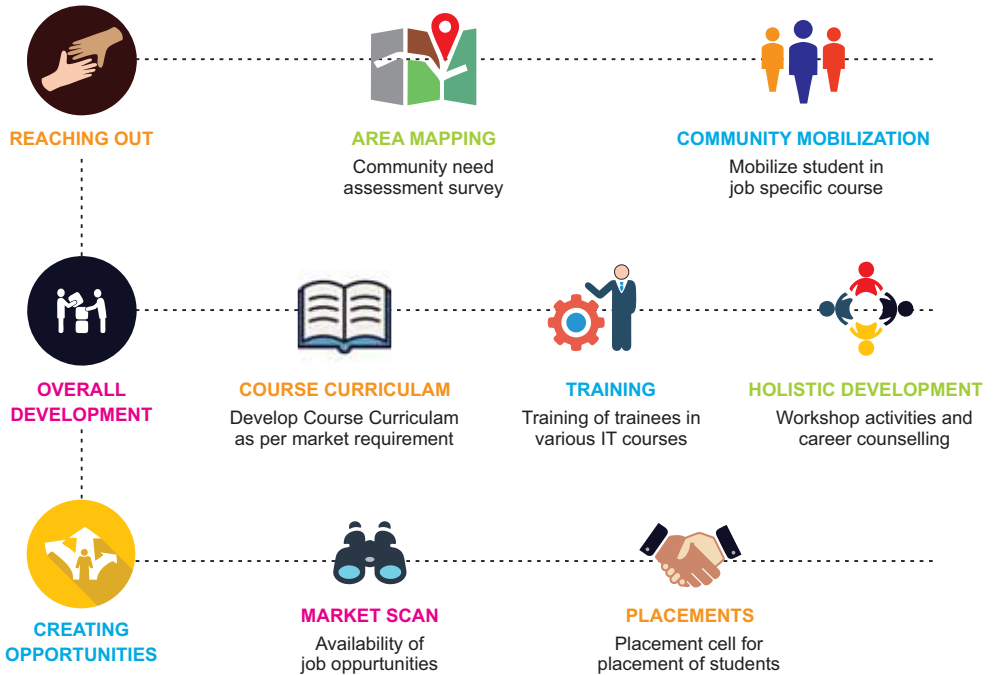 REACHING OUT
AREA MAPPING
Community need
assessment survey
COMMUNITY MOBILIZATION
Mobilize student in
job specific course
OVERALL
DEVELOPMENT
COURSE CURRICULAM
Develop Course Curriculam
as per market requirement
TRAINING
Training of trainees in
various IT courses
HOLISTIC DEVELOPMENT
Workshop activities and
career counselling
CREATING
OPPORTUNITIES
MARKET SCAN
Availability of
job oppurtunities
PLACEMENTS
Placement cell for
placement of students